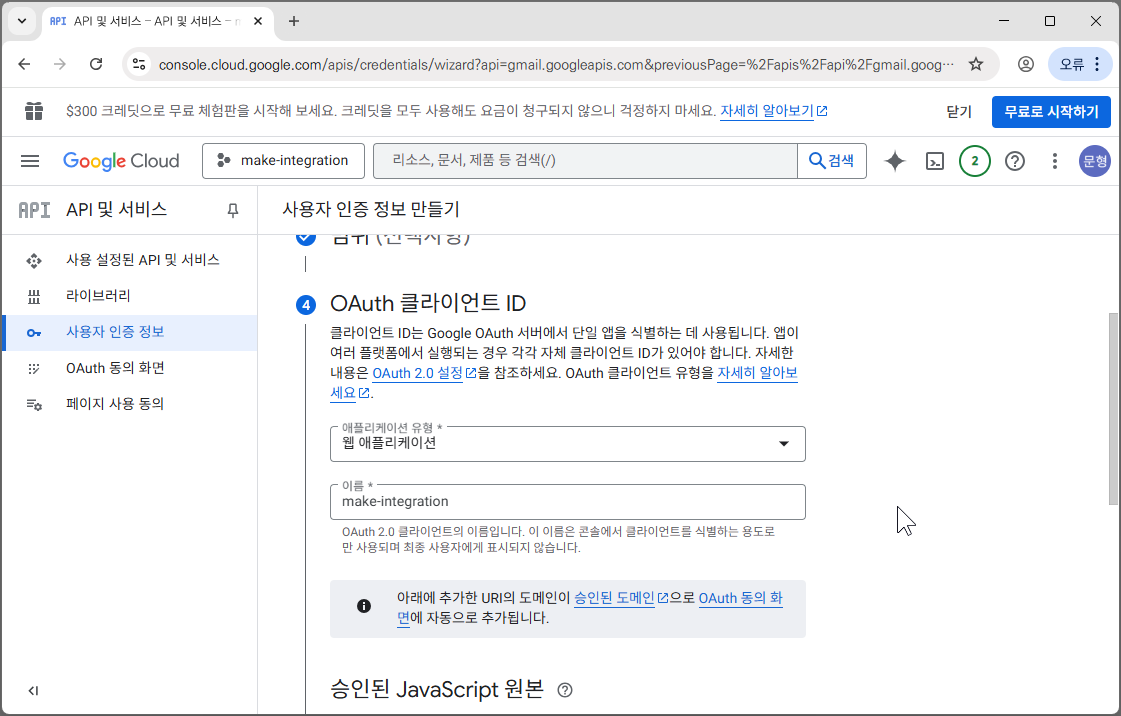 API API 및 서비스 – API 및 서비스 –
console.cloud.google.com/apis/credentials/wizard?api=gmail.googleapis.com&previousPage=%2Fapis%2Fapi%2Fgmail.goog… 오류
$300 크레딧으로 무료 체험판을 시작해 보세요. 크레딧을 모두 사용해도 요금이 청구되지 않으니 걱정하지 마세요. 자세히 알아보기 닫기 무료로 시작하기
Google Cloud make-integration 리소스, 문서, 제품 등 검색(/) 검색 2 문형
API API 및 서비스
사용 설정된 API 및 서비스
라이브러리
사용자 인증 정보
OAuth 동의 화면
페이지 사용 동의
사용자 인증 정보 만들기
범위 (선택사항)
4 OAuth 클라이언트 ID
클라이언트 ID는 Google OAuth 서버에서 단일 앱을 식별하는 데 사용됩니다. 앱이
여러 플랫폼에서 실행되는 경우 각각 자체 클라이언트 ID가 있어야 합니다. 자세한
내용은 OAuth 2.0 설정을 참조하세요. OAuth 클라이언트 유형을 자세히 알아보
세요.
애플리케이션 유형 *
웹 애플리케이션
이름 *
make-integration
OAuth 2.0 클라이언트의 이름입니다. 이 이름은 콘솔에서 클라이언트를 식별하는 용도로
만 사용되며 최종 사용자에게 표시되지 않습니다.
아래에 추가한 URI의 도메인이 승인된 도메인으로 OAuth 동의 화
면에 자동으로 추가됩니다.
승인된 JavaScript 원본